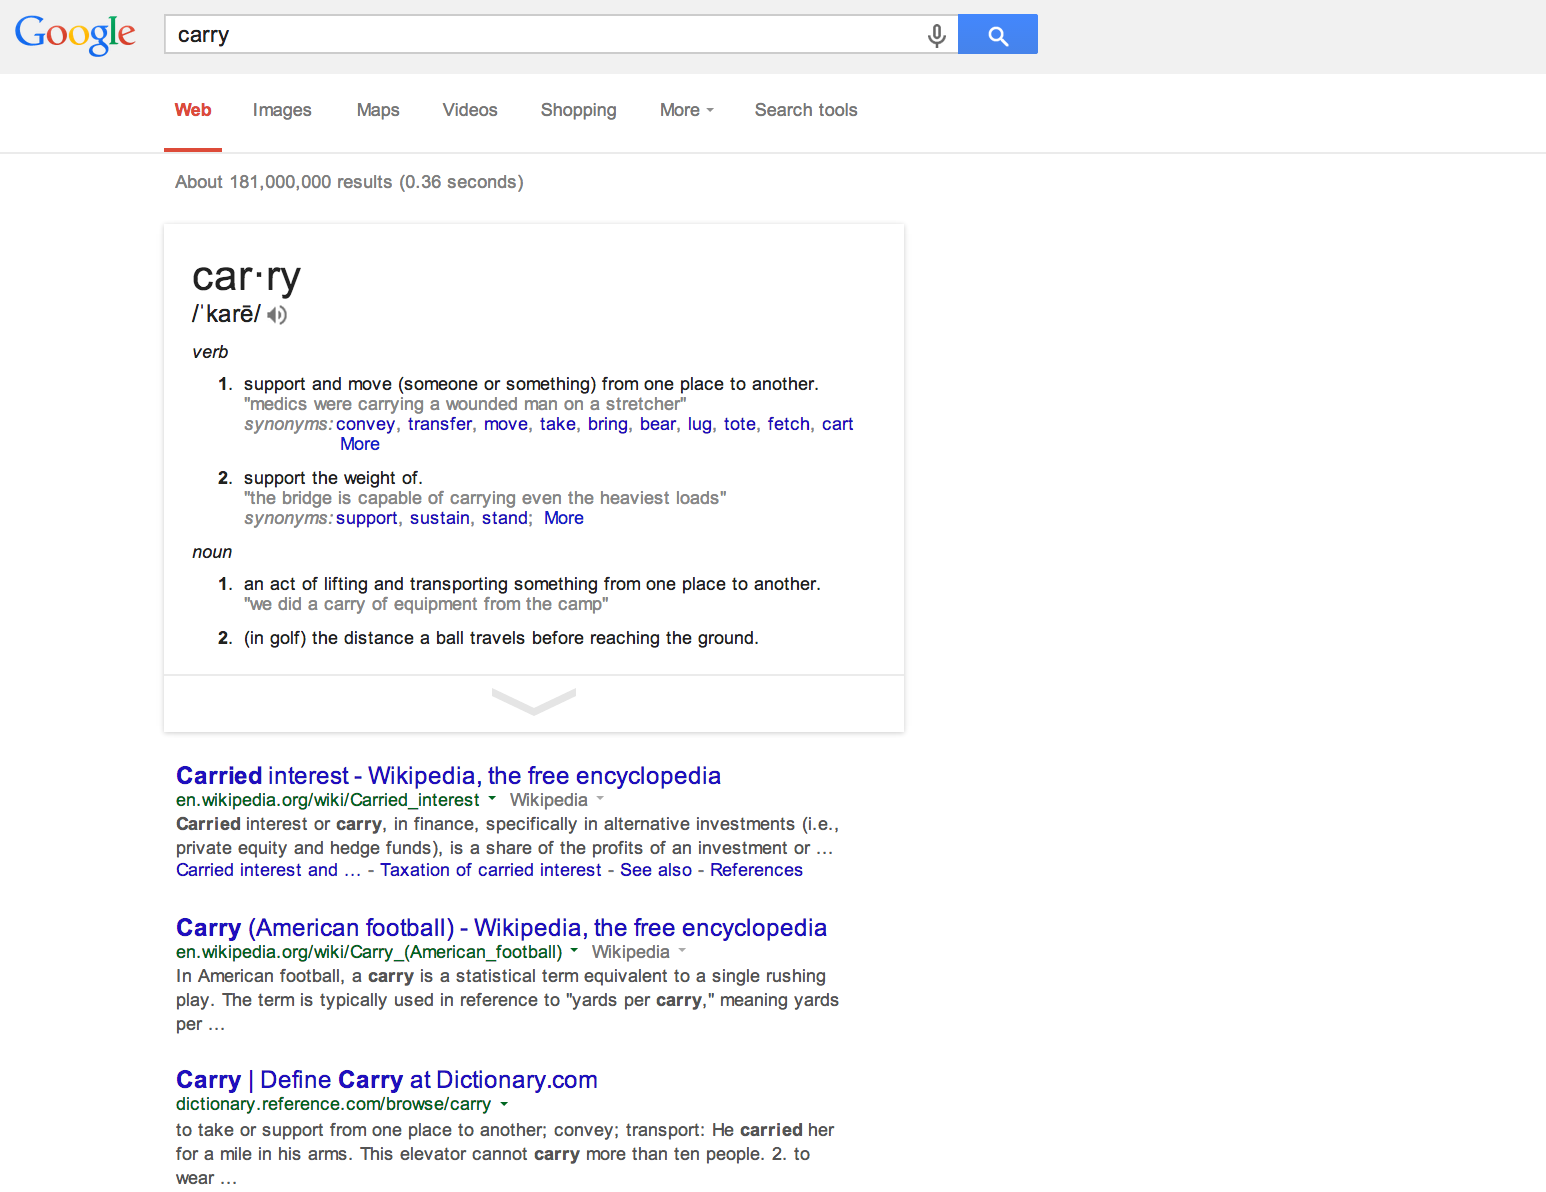 Google
carry
Web Images Maps Videos Shopping More Search tools
About 181,000,000 results (0.36 seconds)
car·ry
/ˈkarē/
verb
1. support and move (someone or something) from one place to another.
"medics were carrying a wounded man on a stretcher"
synonyms: convey, transfer, move, take, bring, bear, lug, tote, fetch, cart
More
2. support the weight of.
"the bridge is capable of carrying even the heaviest loads"
synonyms: support, sustain, stand; More
noun
1. an act of lifting and transporting something from one place to another.
"we did a carry of equipment from the camp"
2. (in golf) the distance a ball travels before reaching the ground.
Carried interest - Wikipedia, the free encyclopedia
en.wikipedia.org/wiki/Carried_interest Wikipedia
Carried interest or carry, in finance, specifically in alternative investments (i.e.,
private equity and hedge funds), is a share of the profits of an investment or ...
Carried interest and ... - Taxation of carried interest - See also - References
Carry (American football) - Wikipedia, the free encyclopedia
en.wikipedia.org/wiki/Carry_(American_football) Wikipedia
In American football, a carry is a statistical term equivalent to a single rushing
play. The term is typically used in reference to "yards per carry," meaning yards
per ...
Carry | Define Carry at Dictionary.com
dictionary.reference.com/browse/carry
to take or support from one place to another; convey; transport: He carried her
for a mile in his arms. This elevator cannot carry more than ten people. 2. to
wear ...